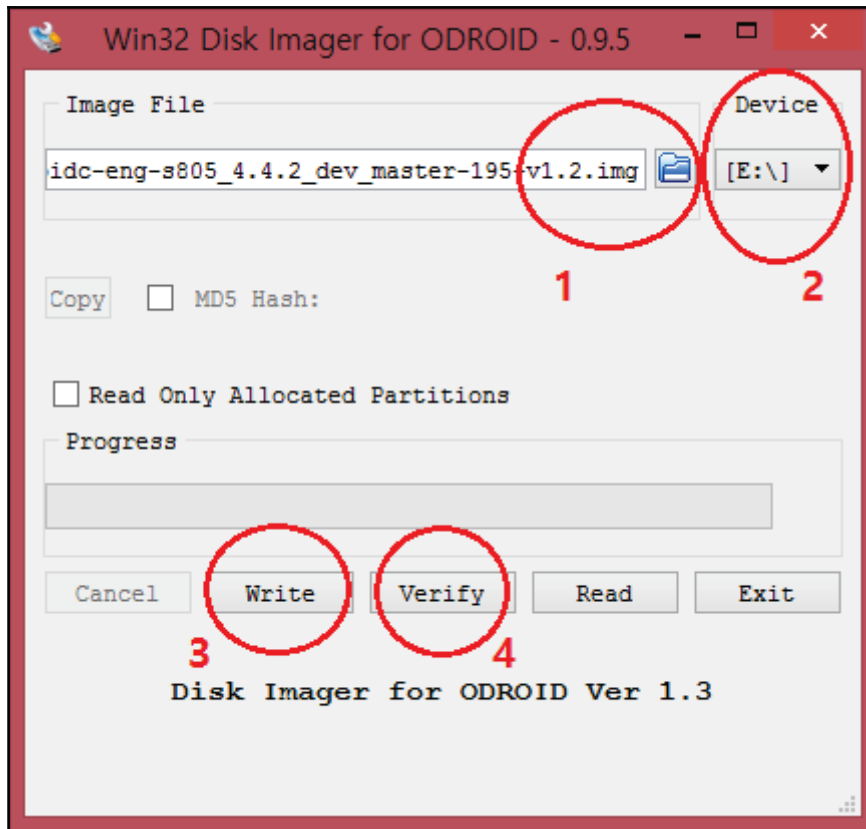 Win32 Disk Imager for ODROID - 0.9.5
Image File
Device
idc-eng-s805_4.4.2_dev_master-195-v1.2.img
[E:\]
1
2
Copy
MD5 Hash:
Read Only Allocated Partitions
Progress
Cancel
Write
Verify
Read
Exit
3
4
Disk Imager for ODROID Ver 1.3